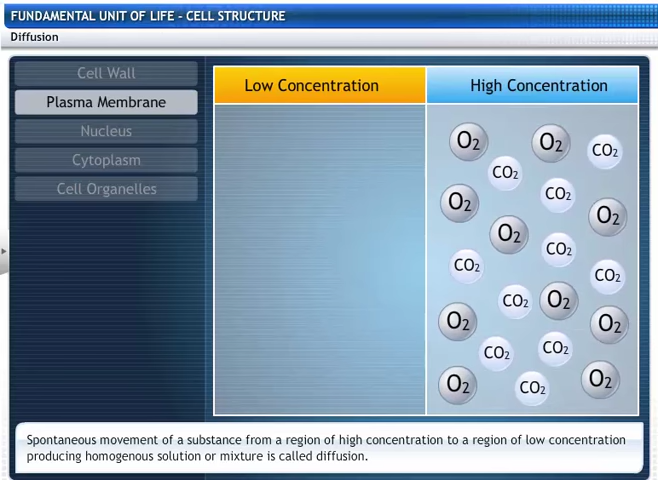 FUNDAMENTAL UNIT OF LIFE - CELL STRUCTURE
Diffusion
Cell Wall
Plasma Membrane
Nucleus
Cytoplasm
Cell Organelles
Low Concentration
High Concentration
O₂ O₂ CO₂
CO₂
CO₂
O₂ O₂
O₂
CO₂
CO₂ CO₂
CO₂ O₂
O₂ O₂
CO₂ CO₂
O₂ CO₂ O₂
Spontaneous movement of a substance from a region of high concentration to a region of low concentration
producing homogenous solution or mixture is called diffusion.